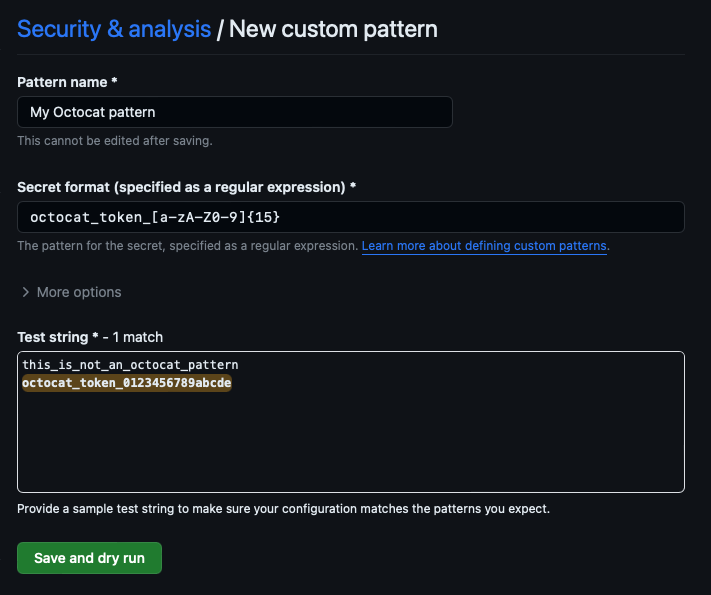 Security & analysis / New custom pattern
Pattern name *
My Octocat pattern
This cannot be edited after saving.
Secret format (specified as a regular expression) *
octocat_token_[a-zA-Z0-9]{15}
The pattern for the secret, specified as a regular expression. Learn more about defining custom patterns.
More options
Test string * - 1 match
this_is_not_an_octocat_pattern
octocat_token_0123456789abcde
Provide a sample test string to make sure your configuration matches the patterns you expect.
Save and dry run